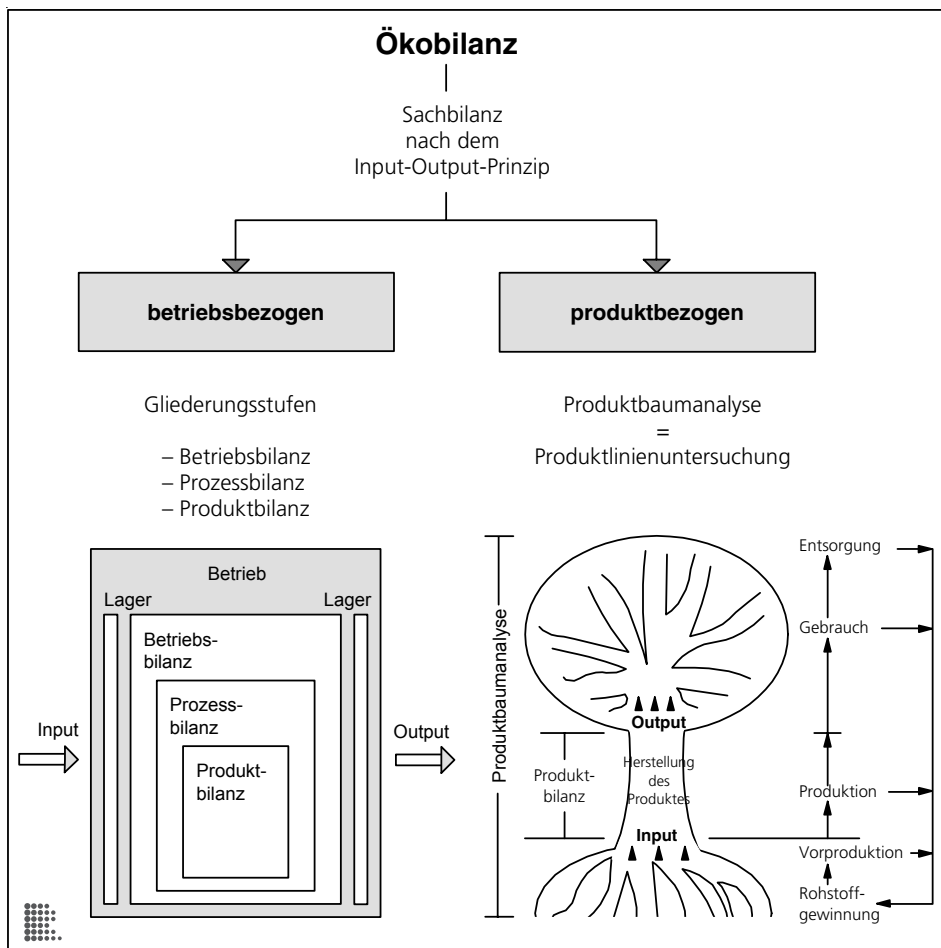 Ökobilanz
Sachbilanz
nach dem
Input-Output-Prinzip
betriebsbezogen
produktbezogen
Gliederungsstufen
– Betriebsbilanz
– Prozessbilanz
– Produktbilanz
Produktbaumanalyse
=
Produktlinienuntersuchung
Betrieb
Lager
Lager
Betriebs-
bilanz
Prozess-
bilanz
Produkt-
bilanz
Input
Output
Produktbaumanalyse
Output
Produkt-
bilanz
Herstellung
des
Produktes
Input
Entsorgung
Gebrauch
Produktion
Vorproduktion
Rohstoff-
gewinnung